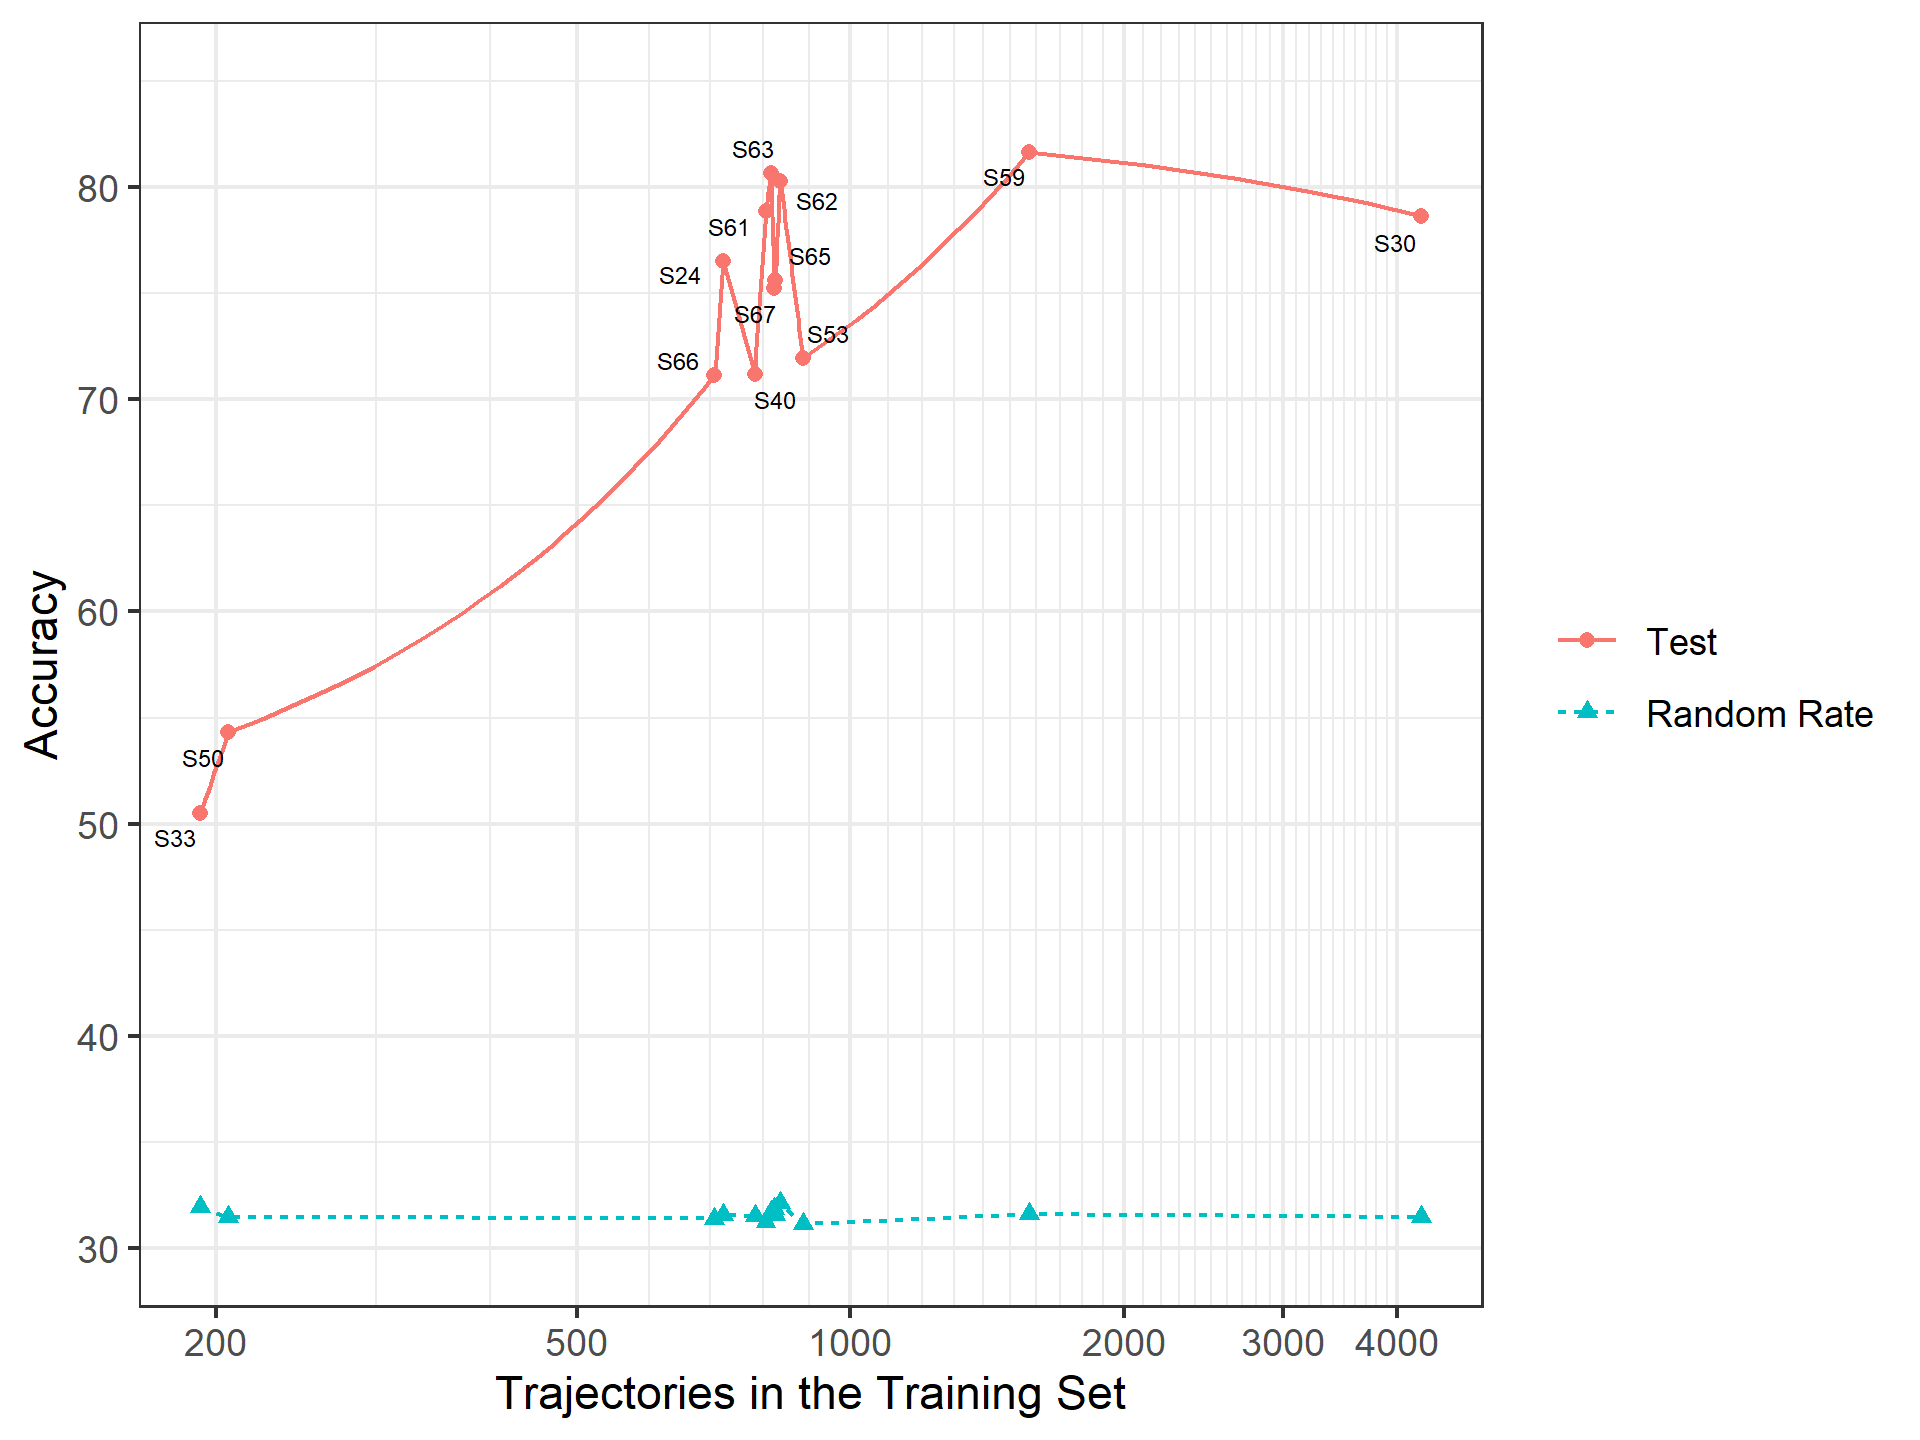 Accuracy
80
70
60
50
40
30
S63
S59
S62
S61
S30
S65
S24
S67
S53
S66
S40
S50
S33
200
500
1000
2000
3000
4000
Trajectories in the Training Set
Test
Random Rate